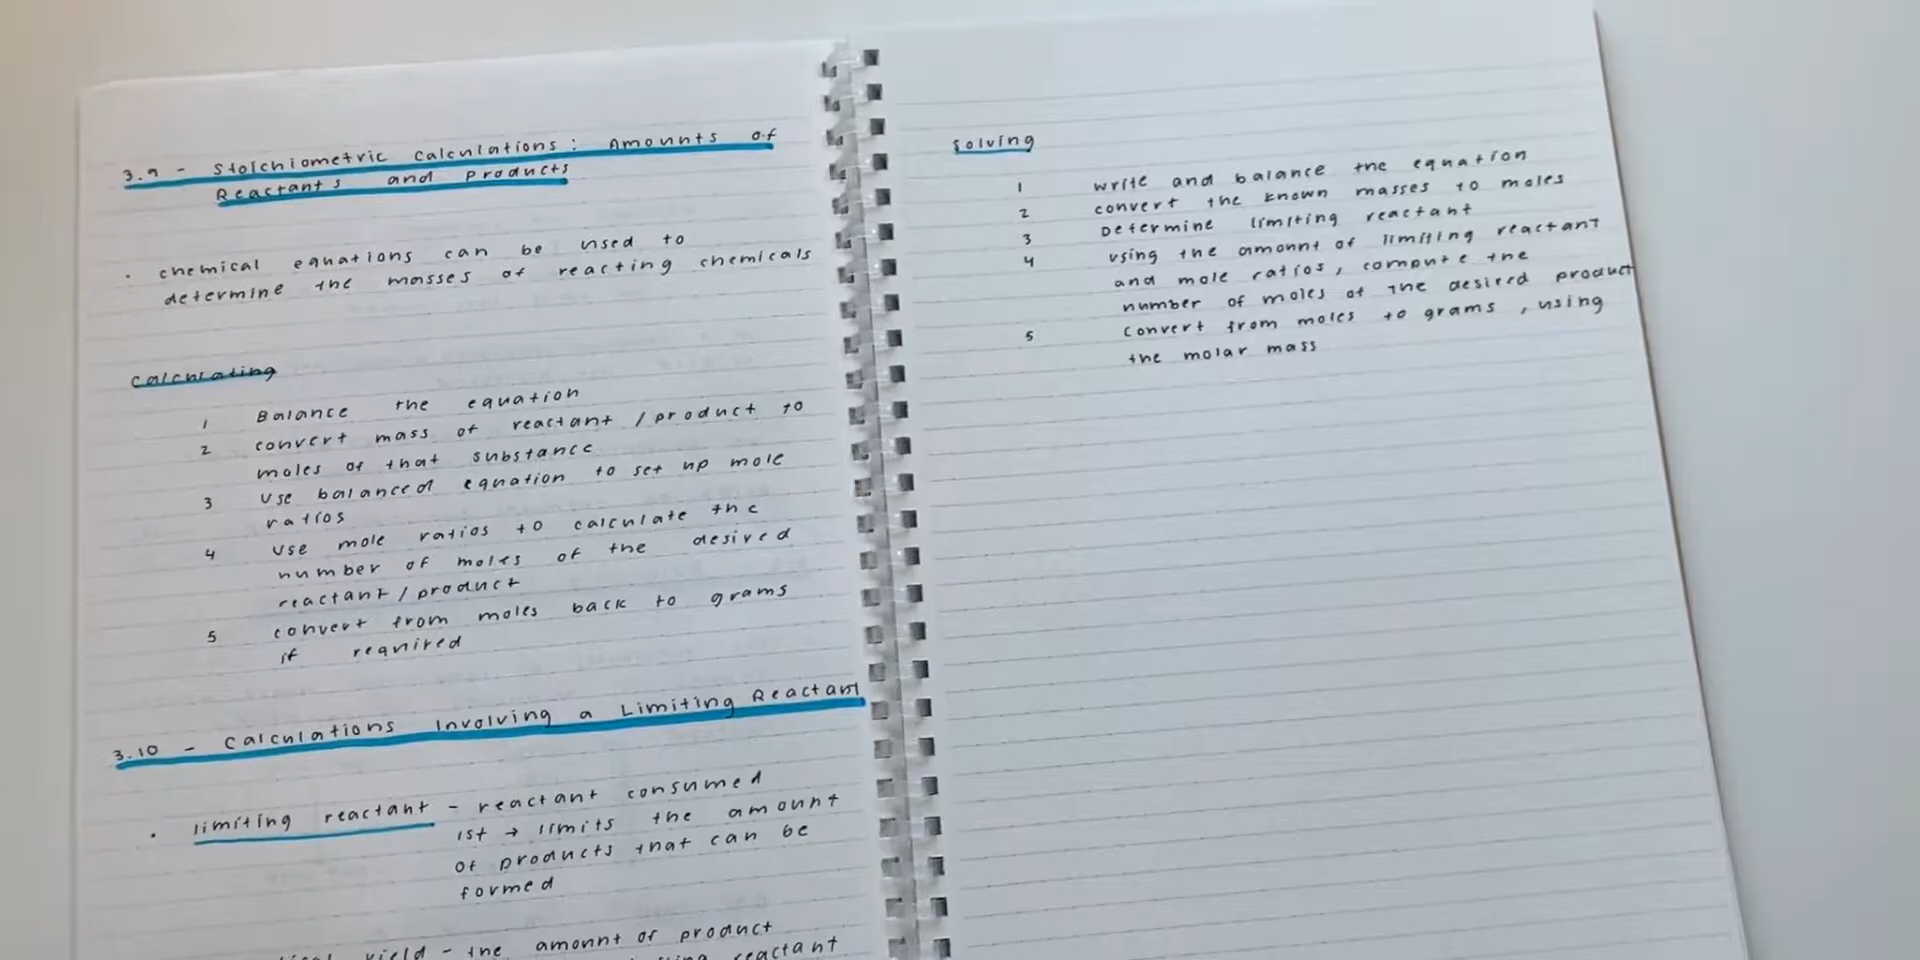 3.9 - Stoichiometric Calculations: Amounts of
Reactants and Products
• chemical equations can be used to
determine the masses of reacting chemicals
Calculating
1 Balance the equation
2 convert mass of reactant/product to
moles of that substance
3 Use balanced equation to set up mole
ratios
4 Use mole ratios to calculate the
number of moles of the desired
reactant/product
5 convert from moles back to grams
if required
3.10 - Calculations Involving a Limiting Reactant
• limiting reactant - reactant consumed
1st → limits the amount
of products that can be
formed
yield - the amount of product
reactant
Solving
1 write and balance the equation
2 convert the known masses to moles
3 Determine limiting reactant
4 Using the amount of limiting reactant
and mole ratios, compute the
number of moles of the desired product
5 Convert from moles to grams, using
the molar mass